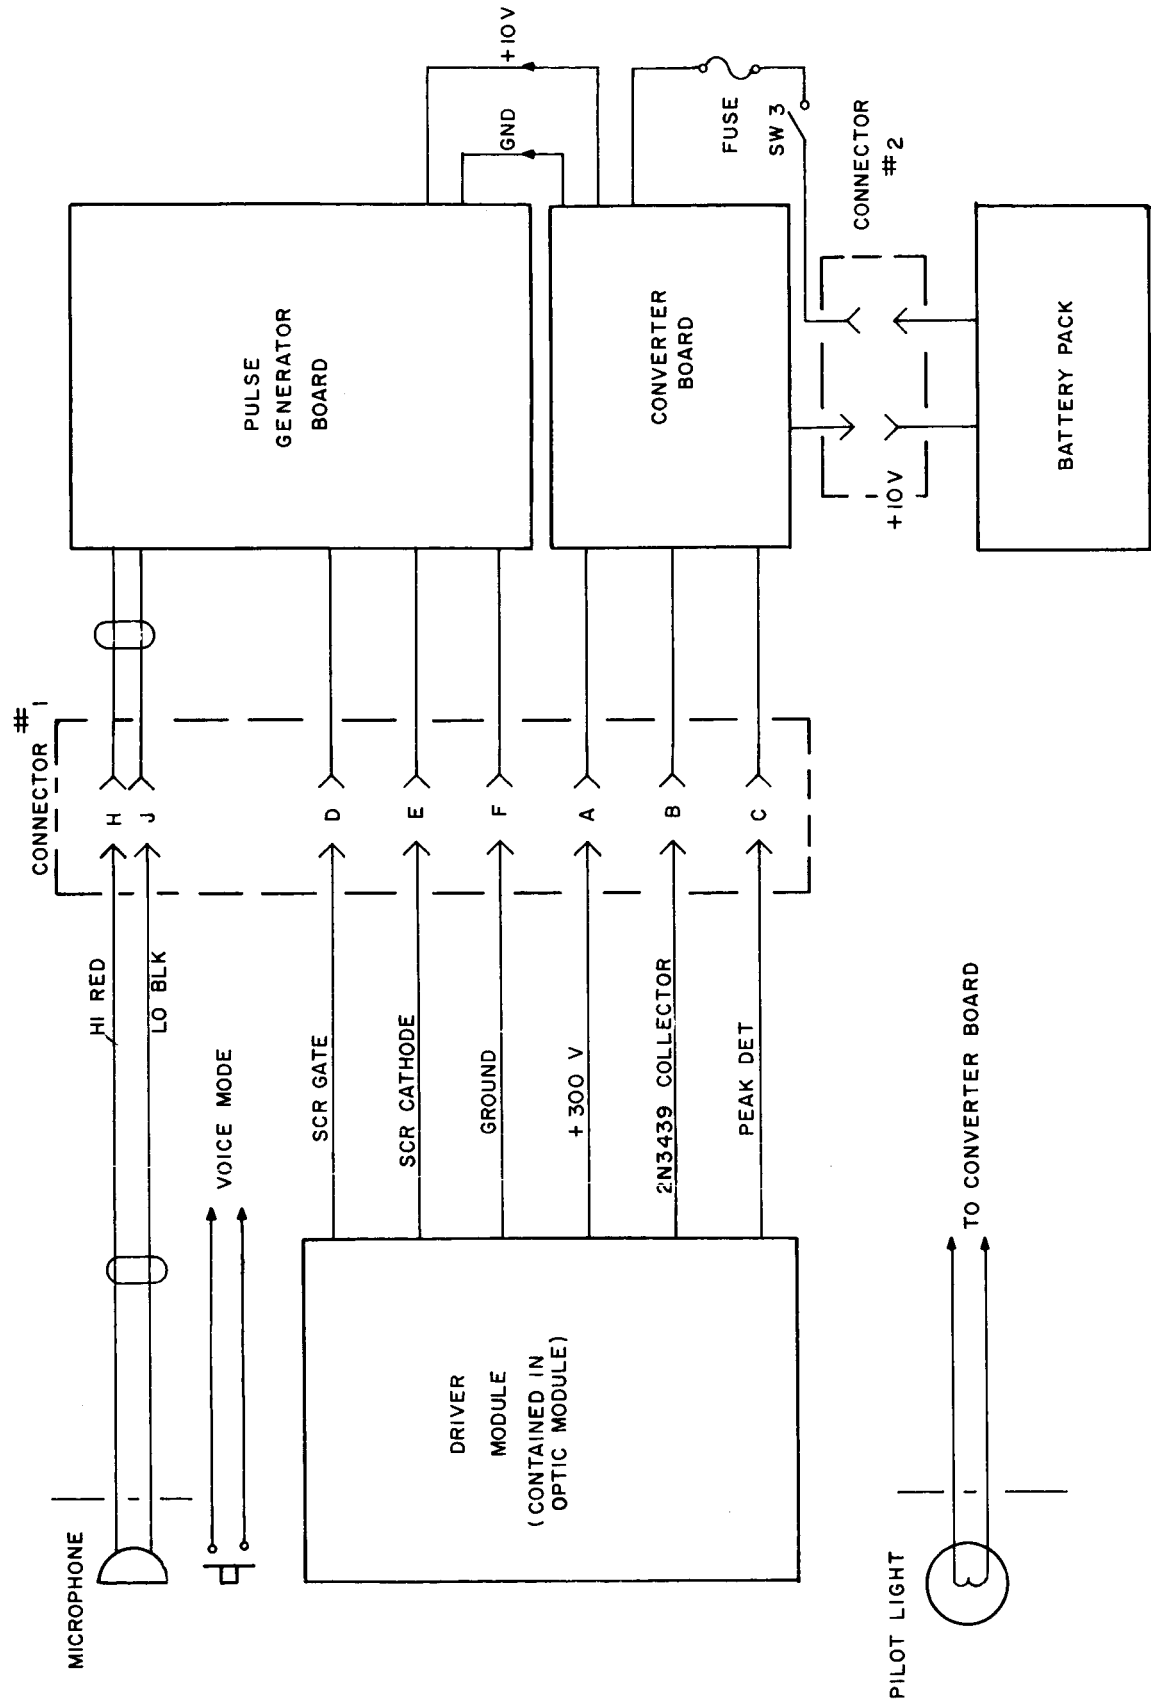 MICROPHONE
HI RED
LO BLK
VOICE MODE
CONNECTOR
#1
H
J
D
E
F
A
B
C
SCR GATE
SCR CATHODE
GROUND
+300 V
2N3439 COLLECTOR
PEAK DET
DRIVER
MODULE
(CONTAINED IN
OPTIC MODULE)
PULSE
GENERATOR
BOARD
GND
+10V
CONVERTER
BOARD
FUSE
SW 3
CONNECTOR
#2
+10V
BATTERY PACK
PILOT LIGHT
TO CONVERTER BOARD